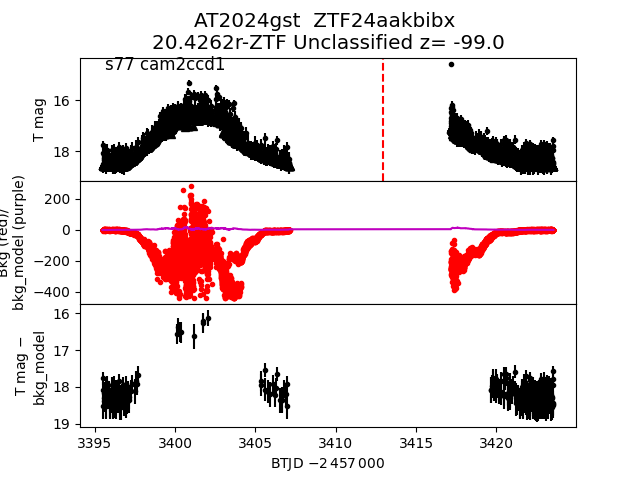 AT2024gst ZTF24aakbibx
20.4262r-ZTF Unclassified z= -99.0
s77 cam2ccd1
T mag
16
18
Bkg (red)/
bkg_model (purple)
200
0
−200
−400
T mag −
bkg_model
16
17
18
19
3395 3400 3405 3410 3415 3420
BTJD −2 457 000